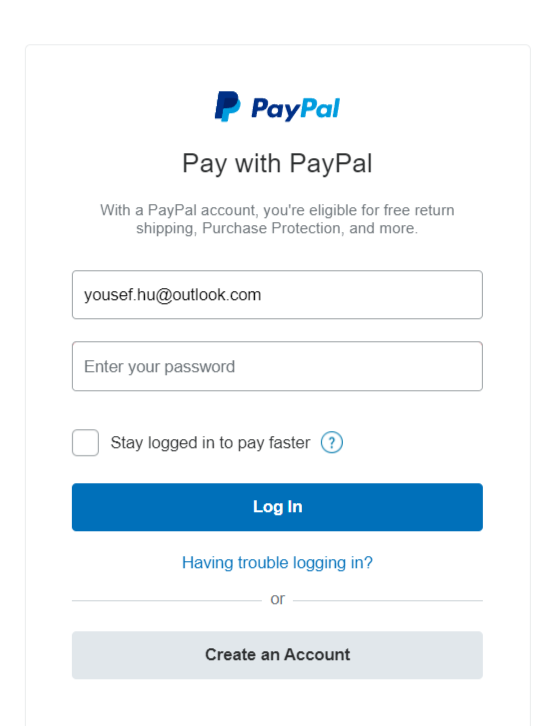 PayPal
Pay with PayPal
With a PayPal account, you're eligible for free return
shipping, Purchase Protection, and more.
yousef.hu@outlook.com
Enter your password
Stay logged in to pay faster ?
Log In
Having trouble logging in?
or
Create an Account